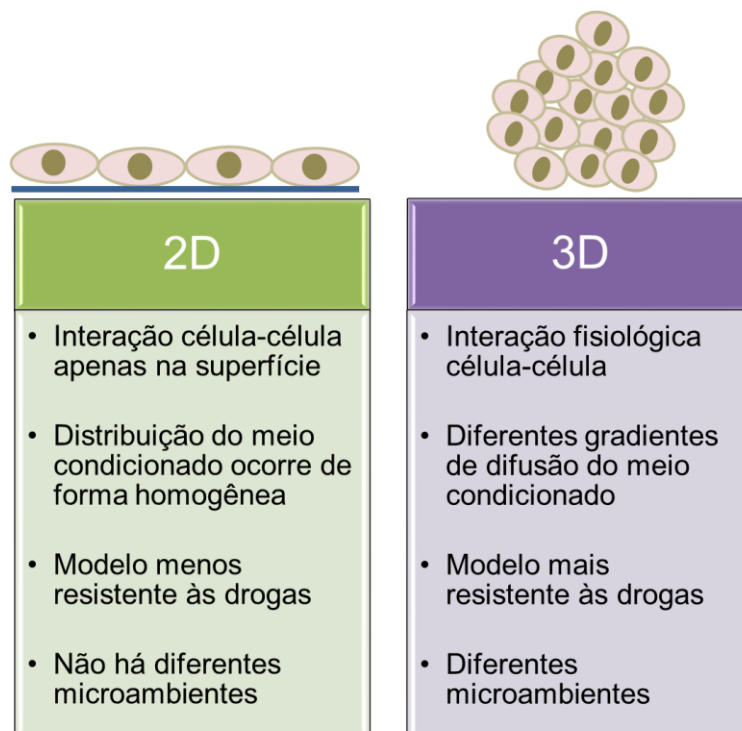 2D
• Interação célula-célula
apenas na superfície
• Distribuição do meio
condicionado ocorre de
forma homogênea
• Modelo menos
resistente às drogas
• Não há diferentes
microambientes
3D
• Interação fisiológica
célula-célula
• Diferentes gradientes
de difusão do meio
condicionado
• Modelo mais
resistente às drogas
• Diferentes
microambientes